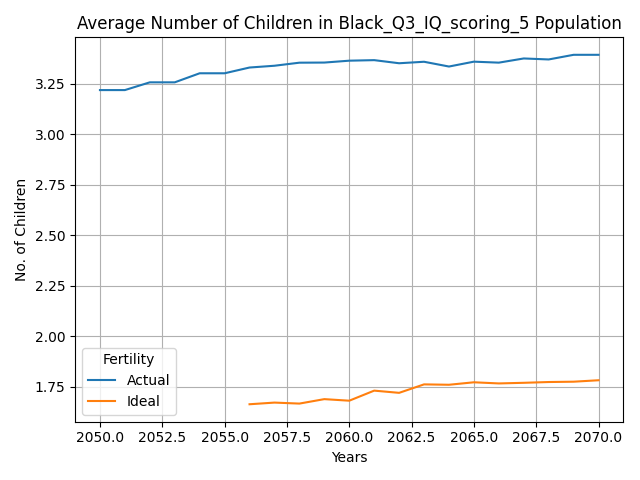 Average Number of Children in Black_Q3_IQ_scoring_5 Population
No. of Children
3.25
3.00
2.75
2.50
2.25
2.00
1.75
Fertility
Actual
Ideal
2050.0 2052.5 2055.0 2057.5 2060.0 2062.5 2065.0 2067.5 2070.0
Years